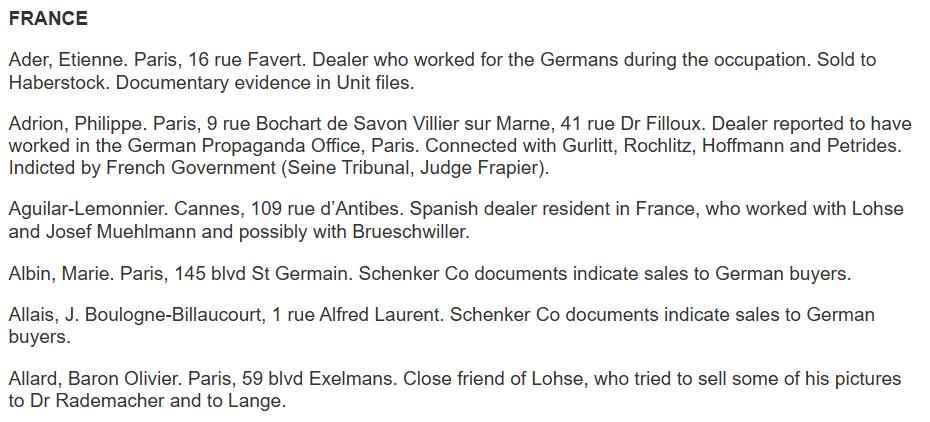 FRANCE
Ader, Etienne. Paris, 16 rue Favert. Dealer who worked for the Germans during the occupation. Sold to
Haberstock. Documentary evidence in Unit files.
Adrion, Philippe. Paris, 9 rue Bochart de Savon Villier sur Marne, 41 rue Dr Filloux. Dealer reported to have
worked in the German Propaganda Office, Paris. Connected with Gurlitt, Rochlitz, Hoffmann and Petrides.
Indicted by French Government (Seine Tribunal, Judge Frapier).
Aguilar-Lemonnier. Cannes, 109 rue d’Antibes. Spanish dealer resident in France, who worked with Lohse
and Josef Muehlmann and possibly with Brueschwiller.
Albin, Marie. Paris, 145 blvd St Germain. Schenker Co documents indicate sales to German buyers.
Allais, J. Boulogne-Billaucourt, 1 rue Alfred Laurent. Schenker Co documents indicate sales to German
buyers.
Allard, Baron Olivier. Paris, 59 blvd Exelmans. Close friend of Lohse, who tried to sell some of his pictures
to Dr Rademacher and to Lange.